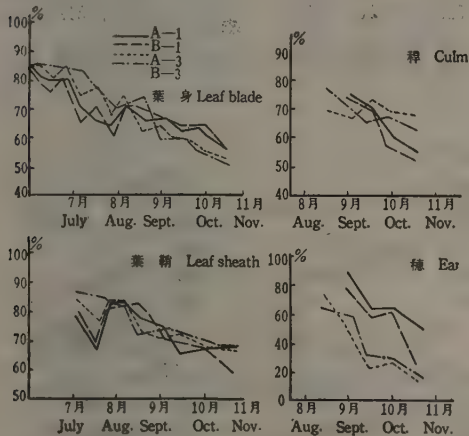 %
100
90
80
70
60
50
40
A—1
B—1
A—3
B—3
葉 身 Leaf blade
7月 8月 9月 10月 11月
July Aug. Sept. Oct. Nov.
%
90
80
70
60
50
40
稈 Culm
8月 9月 10月 11月
Aug. Sept. Oct. Nov.
%
100
90
80
70
60
50
葉 鞘 Leaf sheath
7月 8月 9月 10月 11月
July Aug. Sept. Oct. Nov.
%
100
80
60
40
20
0
穂 Ear
8月 9月 10月 11月
Aug. Sept. Oct. Nov.